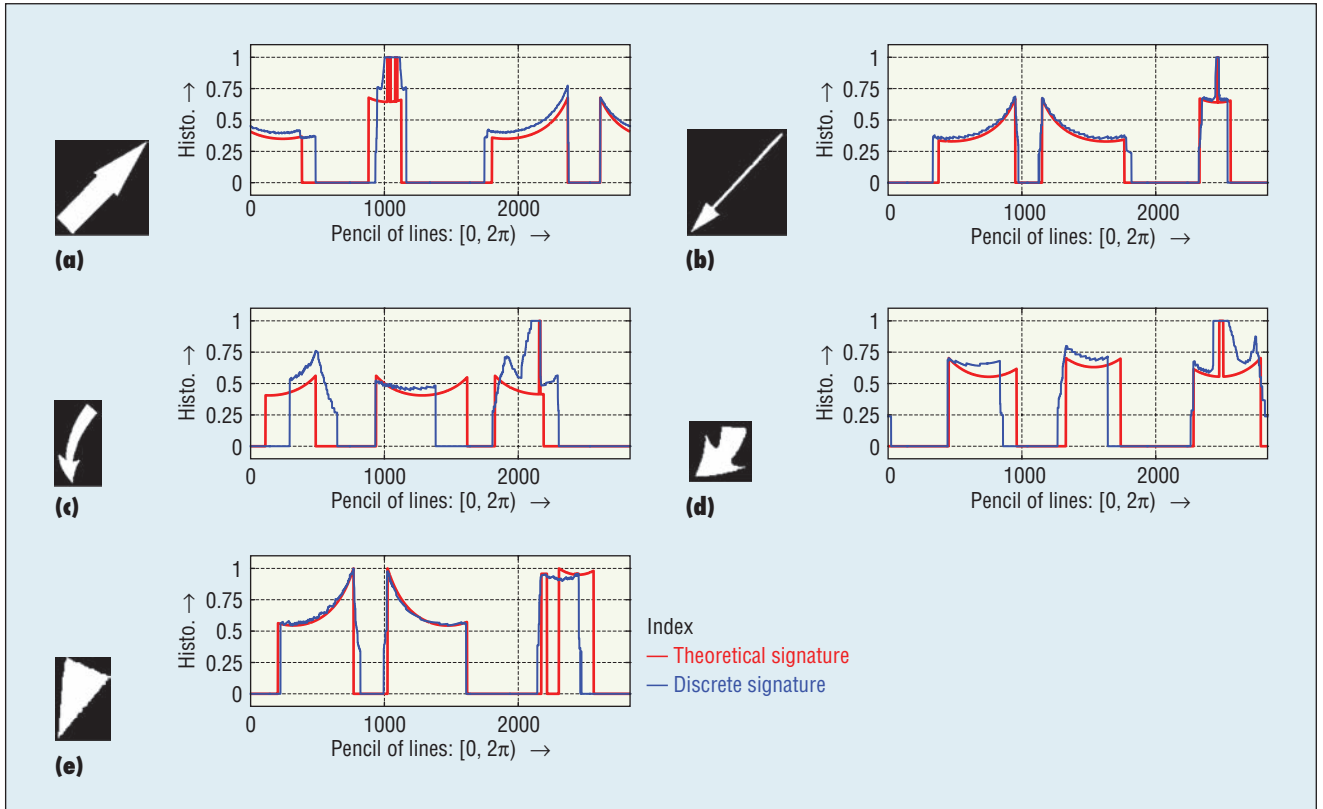 1
0.75
0.5
0.25
0
Histo. →
0 1000 2000
Pencil of lines: [0, 2π) →
(a)
1
0.75
0.5
0.25
0
Histo. →
0 1000 2000
Pencil of lines: [0, 2π) →
(b)
1
0.75
0.5
0.25
0
Histo. →
0 1000 2000
Pencil of lines: [0, 2π) →
(c)
1
0.75
0.5
0.25
0
Histo. →
0 1000 2000
Pencil of lines: [0, 2π) →
(d)
1
0.75
0.5
0.25
0
Histo. →
0 1000 2000
Pencil of lines: [0, 2π) →
(e)
Index
— Theoretical signature
— Discrete signature